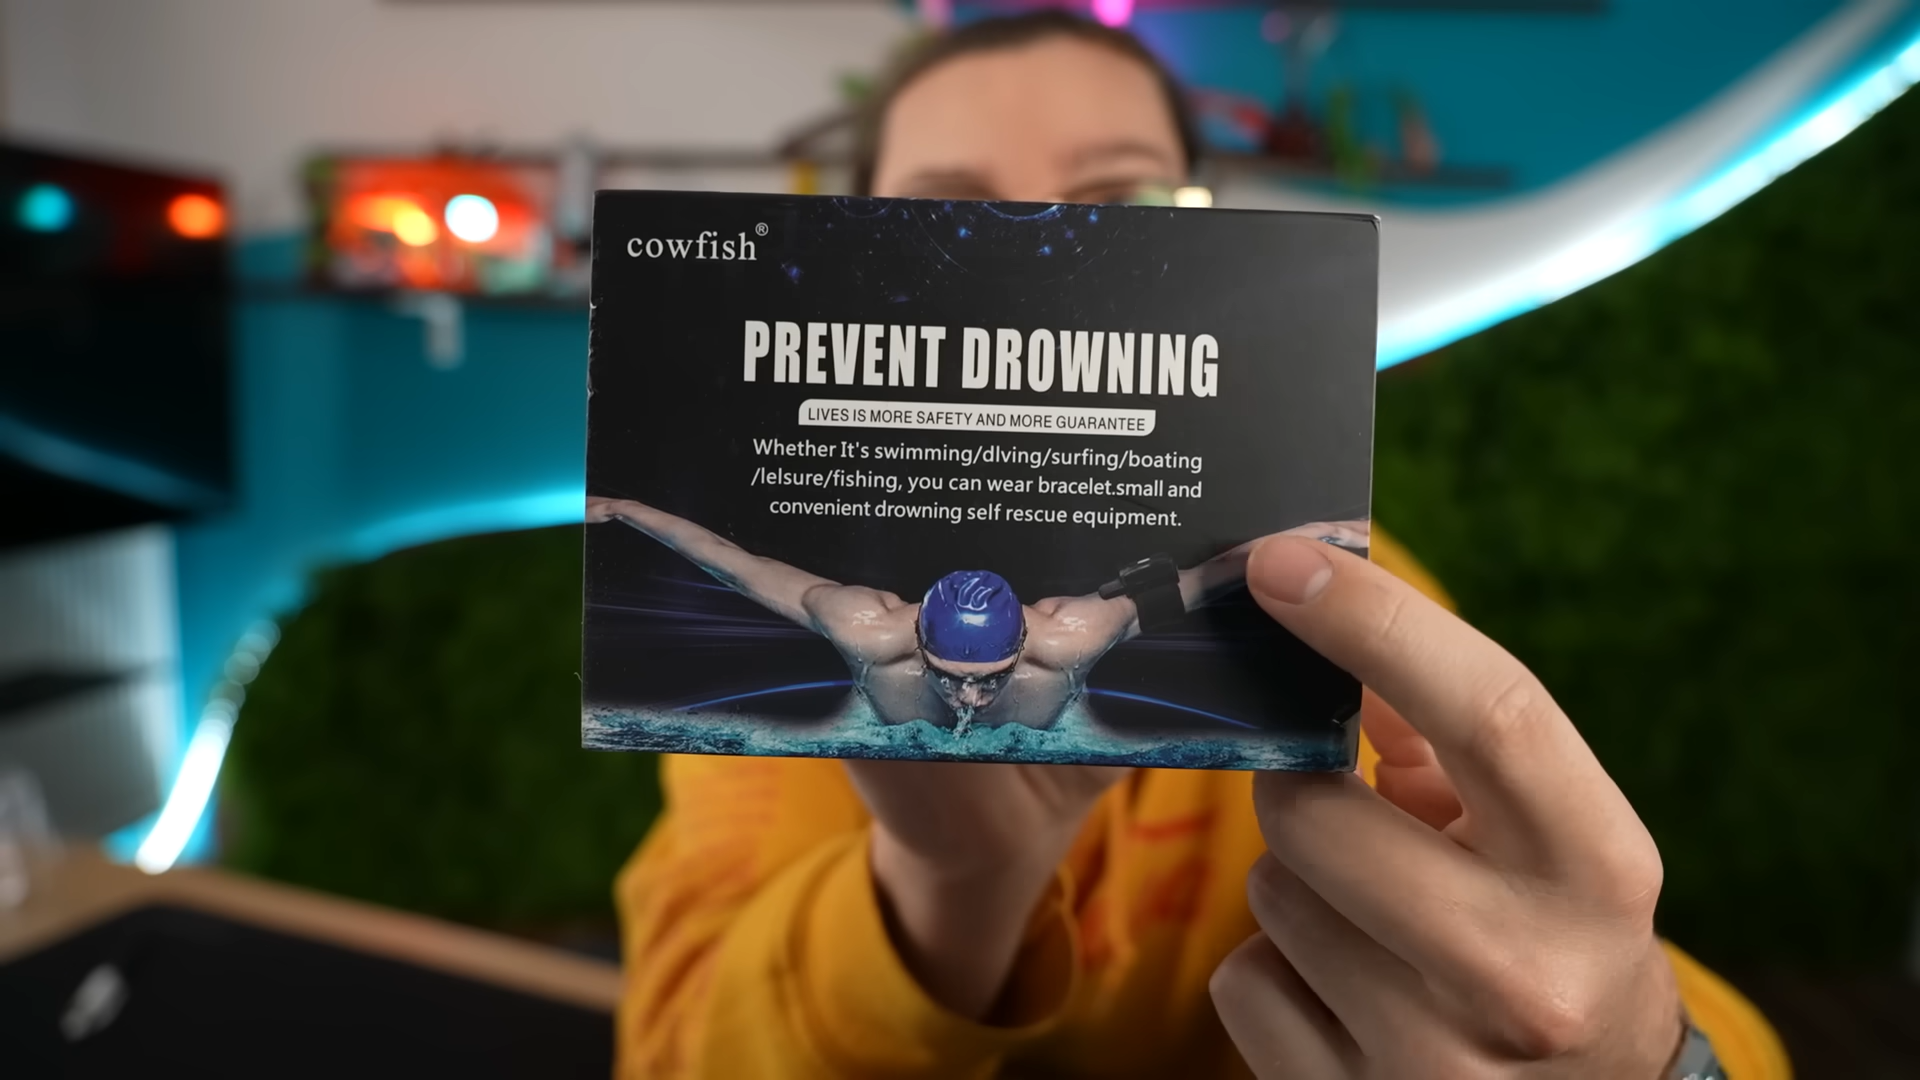 cowfish®
PREVENT DROWNING
LIVES IS MORE SAFETY AND MORE GUARANTEE
Whether It's swimming/dlving/surfing/boating
/lelsure/fishing, you can wear bracelet.small and
convenient drowning self rescue equipment.